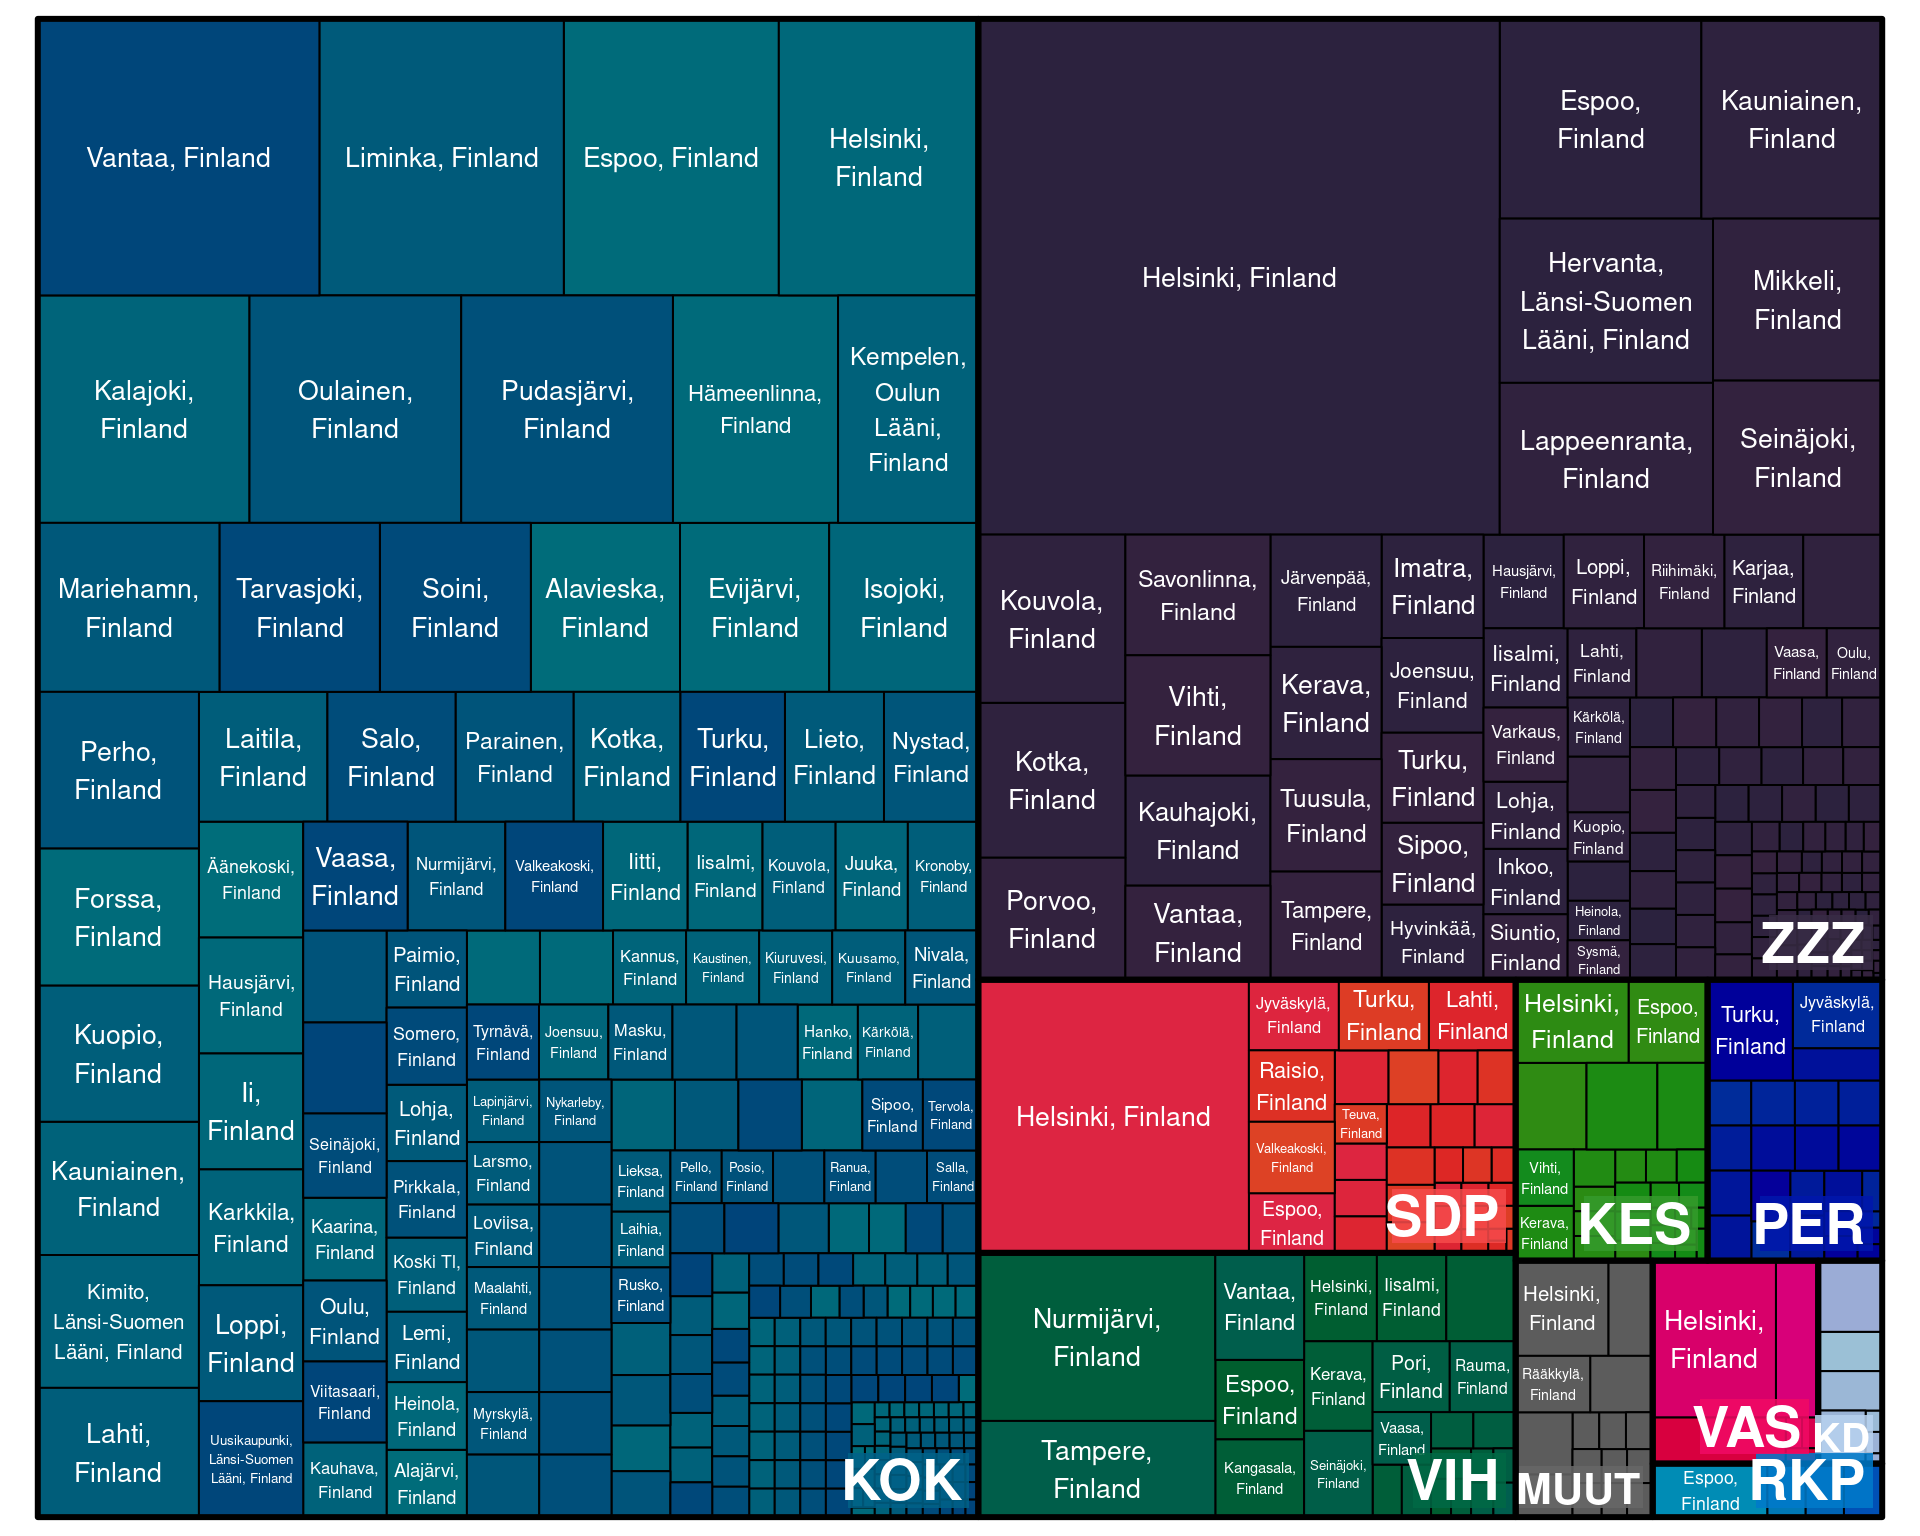 Vantaa, Finland
Liminka, Finland
Espoo, Finland
Helsinki,
Finland
Kalajoki,
Finland
Oulainen,
Finland
Pudasjärvi,
Finland
Hämeenlinna,
Finland
Kempelen,
Oulun
Lääni,
Finland
Mariehamn,
Finland
Tarvasjoki,
Finland
Soini,
Finland
Alavieska,
Finland
Evijärvi,
Finland
Isojoki,
Finland
Perho,
Finland
Forssa,
Finland
Kuopio,
Finland
Kauniainen,
Finland
Kimito,
Länsi-Suomen
Lääni, Finland
Lahti,
Finland
Laitila,
Finland
Salo,
Finland
Parainen,
Finland
Kotka,
Finland
Turku,
Finland
Lieto,
Finland
Nystad,
Finland
Äänekoski,
Finland
Hausjärvi,
Finland
Ii,
Finland
Karkkila,
Finland
Loppi,
Finland
Uusikaupunki,
Länsi-Suomen
Lääni, Finland
Vaasa,
Finland
Nurmijärvi,
Finland
Valkeakoski,
Finland
Iitti,
Finland
Iisalmi,
Finland
Kouvola,
Finland
Juuka,
Finland
Kronoby,
Finland
Seinäjoki,
Finland
Kaarina,
Finland
Oulu,
Finland
Viitasaari,
Finland
Kauhava,
Finland
Paimio,
Finland
Somero,
Finland
Lohja,
Finland
Pirkkala,
Finland
Koski Tl,
Finland
Lemi,
Finland
Heinola,
Finland
Alajärvi,
Finland
Kannus,
Finland
Kaustinen,
Finland
Kiuruvesi,
Finland
Kuusamo,
Finland
Nivala,
Finland
Tyrnävä,
Finland
Joensuu,
Finland
Masku,
Finland
Hanko,
Finland
Kärkölä,
Finland
Lapinjärvi,
Finland
Nykarleby,
Finland
Sipoo,
Finland
Tervola,
Finland
Larsmo,
Finland
Loviisa,
Finland
Maalahti,
Finland
Myrskylä,
Finland
Lieksa,
Finland
Pello,
Finland
Posio,
Finland
Ranua,
Finland
Salla,
Finland
Laihia,
Finland
Rusko,
Finland
KOK
Helsinki, Finland
Espoo,
Finland
Kauniainen,
Finland
Hervanta,
Länsi-Suomen
Lääni, Finland
Mikkeli,
Finland
Lappeenranta,
Finland
Seinäjoki,
Finland
Kouvola,
Finland
Kotka,
Finland
Porvoo,
Finland
Savonlinna,
Finland
Vihti,
Finland
Kauhajoki,
Finland
Vantaa,
Finland
Järvenpää,
Finland
Kerava,
Finland
Tuusula,
Finland
Tampere,
Finland
Imatra,
Finland
Joensuu,
Finland
Turku,
Finland
Sipoo,
Finland
Hyvinkää,
Finland
Hausjärvi,
Finland
Loppi,
Finland
Riihimäki,
Finland
Karjaa,
Finland
Iisalmi,
Finland
Varkaus,
Finland
Lohja,
Finland
Inkoo,
Finland
Siuntio,
Finland
Lahti,
Finland
Vaasa,
Finland
Oulu,
Finland
Kärkölä,
Finland
Kuopio,
Finland
Heinola,
Finland
Sysmä,
Finland
ZZZ
Helsinki, Finland
Jyväskylä,
Finland
Turku,
Finland
Lahti,
Finland
Raisio,
Finland
Valkeakoski,
Finland
Espoo,
Finland
Teuva,
Finland
SDP
Helsinki,
Finland
Espoo,
Finland
Vihti,
Finland
Kerava,
Finland
KES
Turku,
Finland
Jyväskylä,
Finland
PER
Nurmijärvi,
Finland
Tampere,
Finland
Vantaa,
Finland
Espoo,
Finland
Kangasala,
Finland
Helsinki,
Finland
Iisalmi,
Finland
Kerava,
Finland
Seinäjoki,
Finland
Pori,
Finland
Rauma,
Finland
Vaasa,
Finland
VIH
Helsinki,
Finland
Rääkkylä,
Finland
MUUT
Helsinki,
Finland
VAS
KD
Espoo,
Finland
RKP